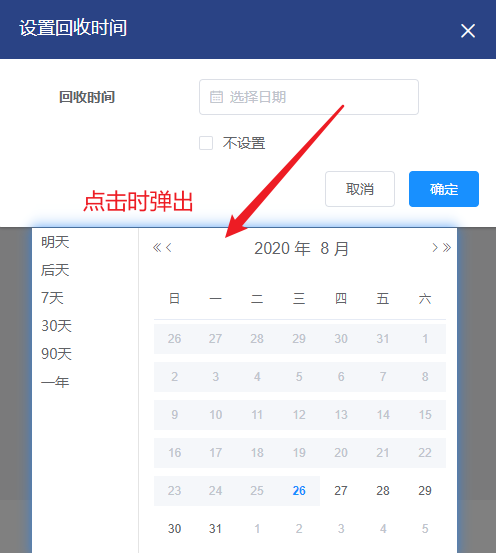 设置回收时间
回收时间 选择日期
不设置
取消 确定
点击时弹出
明天
后天
7天
30天
90天
一年
2020 年 8 月
日 一 二 三 四 五 六
26 27 28 29 30 31 1
2 3 4 5 6 7 8
9 10 11 12 13 14 15
16 17 18 19 20 21 22
23 24 25 26 27 28 29
30 31 1 2 3 4 5